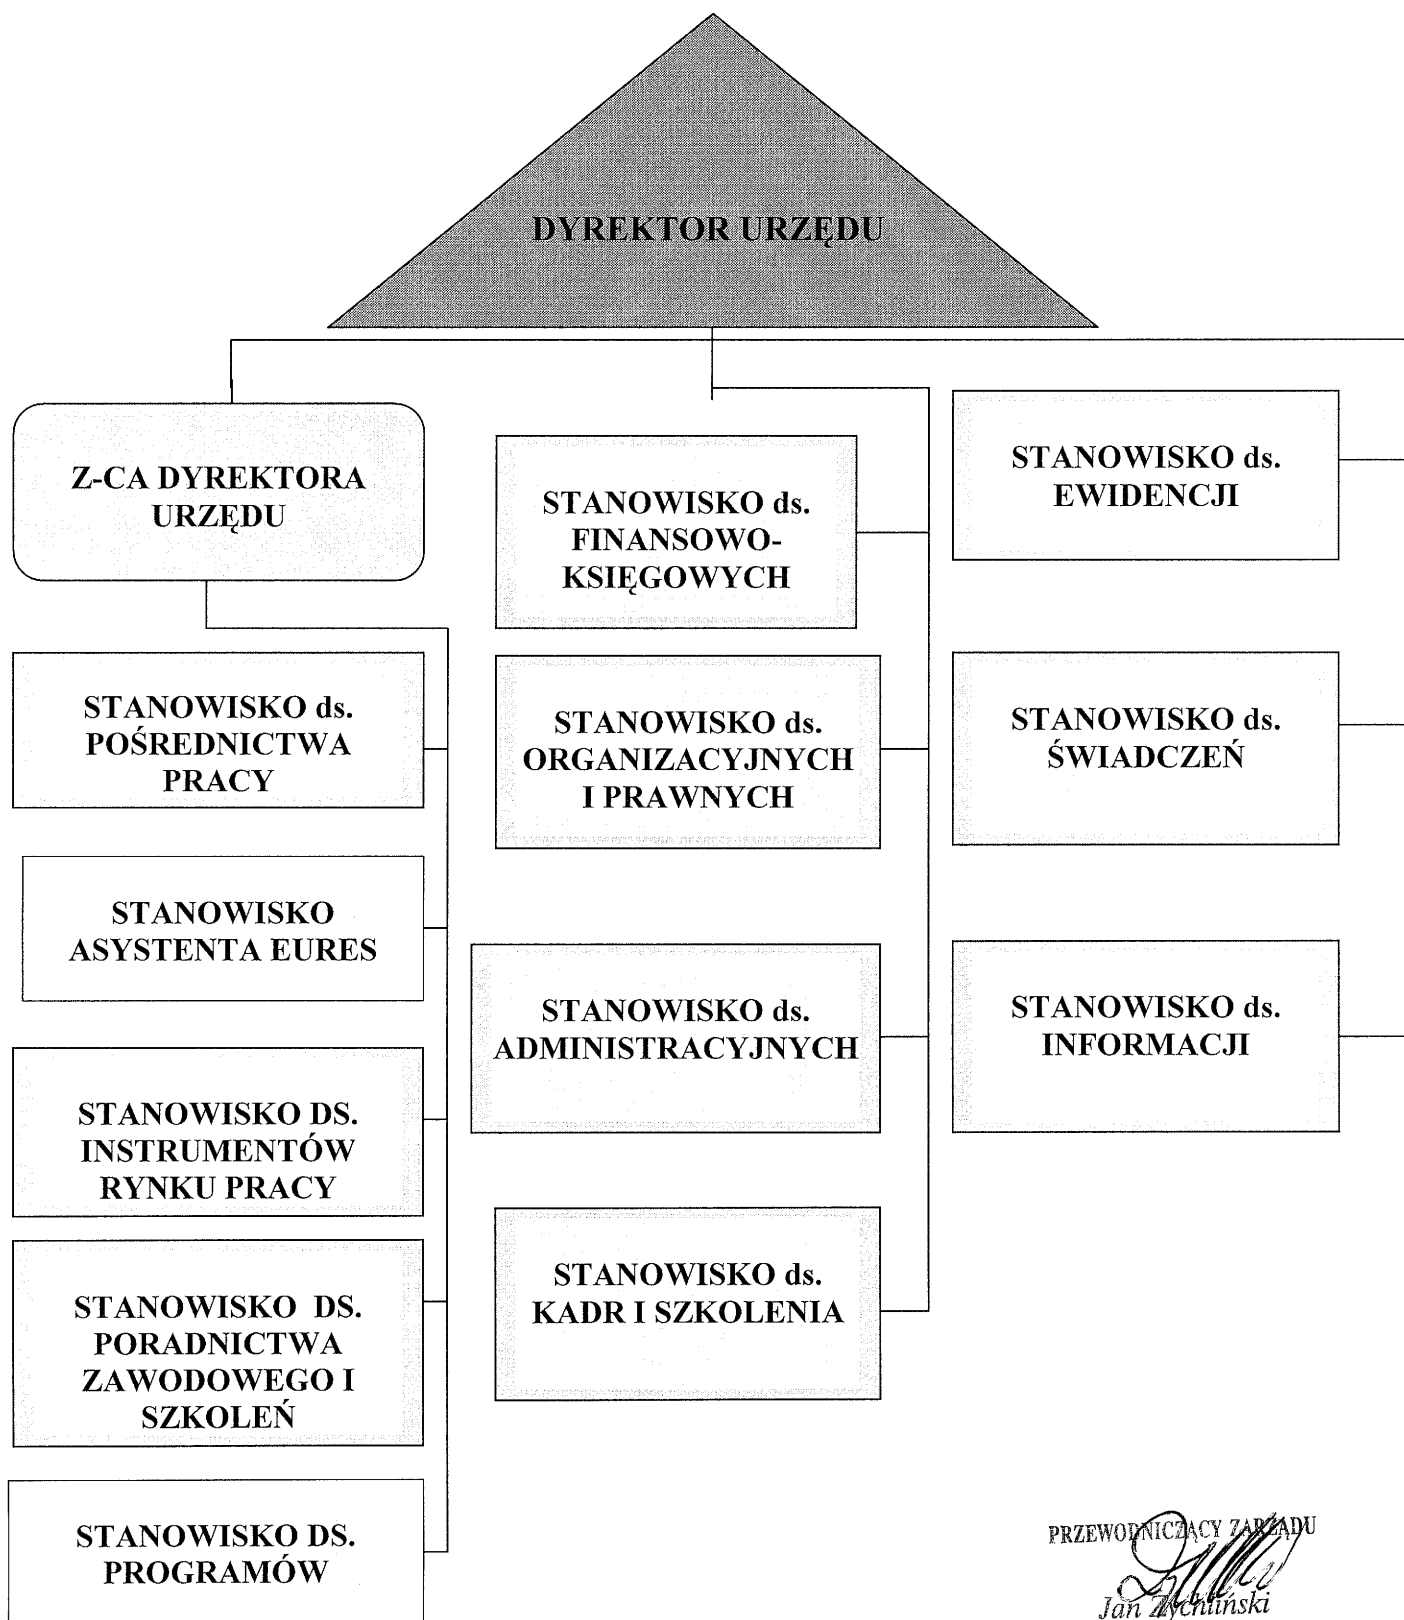 DYREKTOR URZĘDU
Z-CA DYREKTORA
URZĘDU
STANOWISKO ds.
POŚREDNICTWA
PRACY
STANOWISKO
ASYSTENTA EURES
STANOWISKO DS.
INSTRUMENTÓW
RYNKU PRACY
STANOWISKO DS.
PORADNICTWA
ZAWODOWEGO I
SZKOLEŃ
STANOWISKO DS.
PROGRAMÓW
STANOWISKO ds.
FINANSOWO-
KSIĘGOWYCH
STANOWISKO ds.
ORGANIZACYJNYCH
I PRAWNYCH
STANOWISKO ds.
ADMINISTRACYJNYCH
STANOWISKO ds.
KADR I SZKOLENIA
STANOWISKO ds.
EWIDENCJI
STANOWISKO ds.
ŚWIADCZEŃ
STANOWISKO ds.
INFORMACJI
PRZEWODNICZĄCY ZARZĄDU
Jan Żychliński